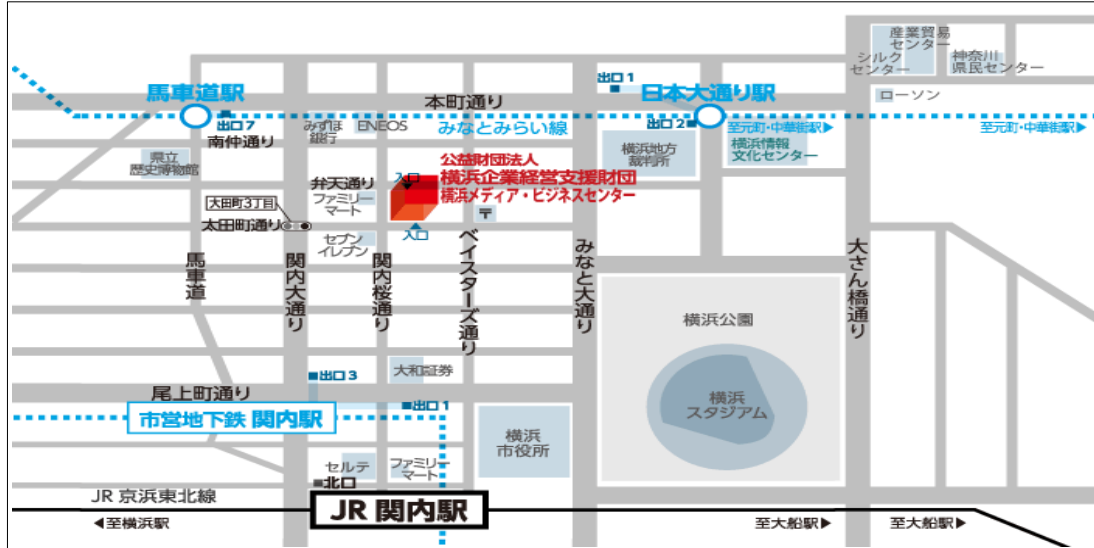 産業貿易
センター
シルク
センター
神奈川
県民センター
ローソン
馬車道駅
出口7
本町通り
出口1
日本大通り駅
出口2
みずほ
銀行
ENEOS
みなとみらい線
至元町・中華街駅▶
至元町・中華街駅▶
南仲通り
県立
歴史博物館
横浜地方
裁判所
横浜情報
文化センター
公益財団法人
横浜企業経営支援財団
横浜メディア・ビジネスセンター
入口
弁天通り
ファミリー
マート
大田町3丁目
太田町通り
〒
入口
セブン
イレブン
馬車道
関内大通り
関内桜通り
ベイスターズ通り
みなと大通り
大さん橋通り
横浜公園
横浜
スタジアム
出口3
大和証券
尾上町通り
出口1
市営地下鉄 関内駅
横浜
市役所
セルテ
ファミリー
マート
北口
JR 京浜東北線
JR 関内駅
◀至横浜駅
至大船駅▶
至大船駅▶